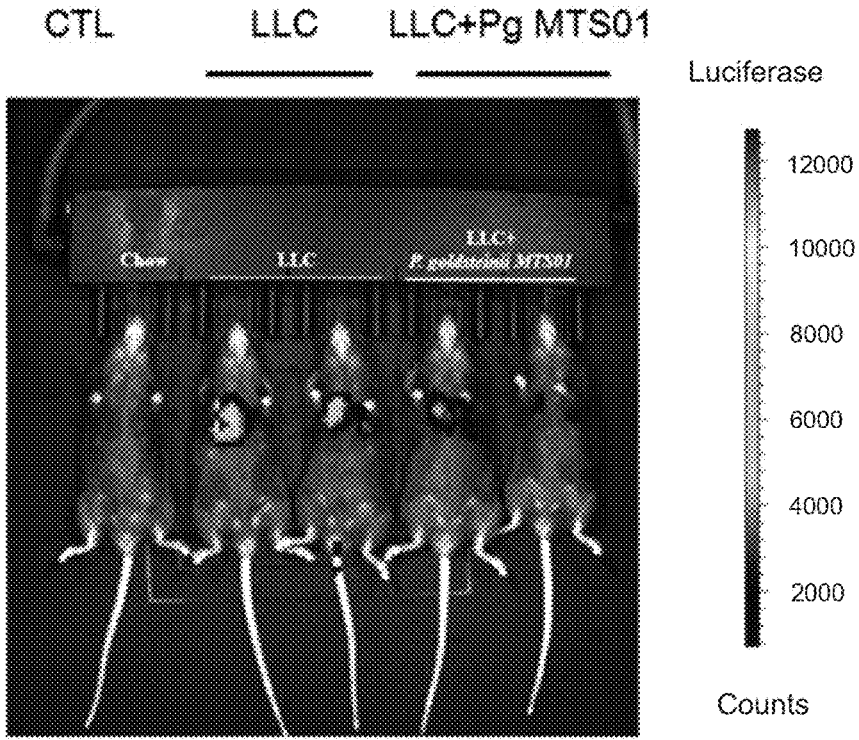 CTL LLC LLC+Pg MTS01
Luciferase
Chow LLC LLC+
P. goldsteinii MTS01
12000
10000
8000
6000
4000
2000
Counts